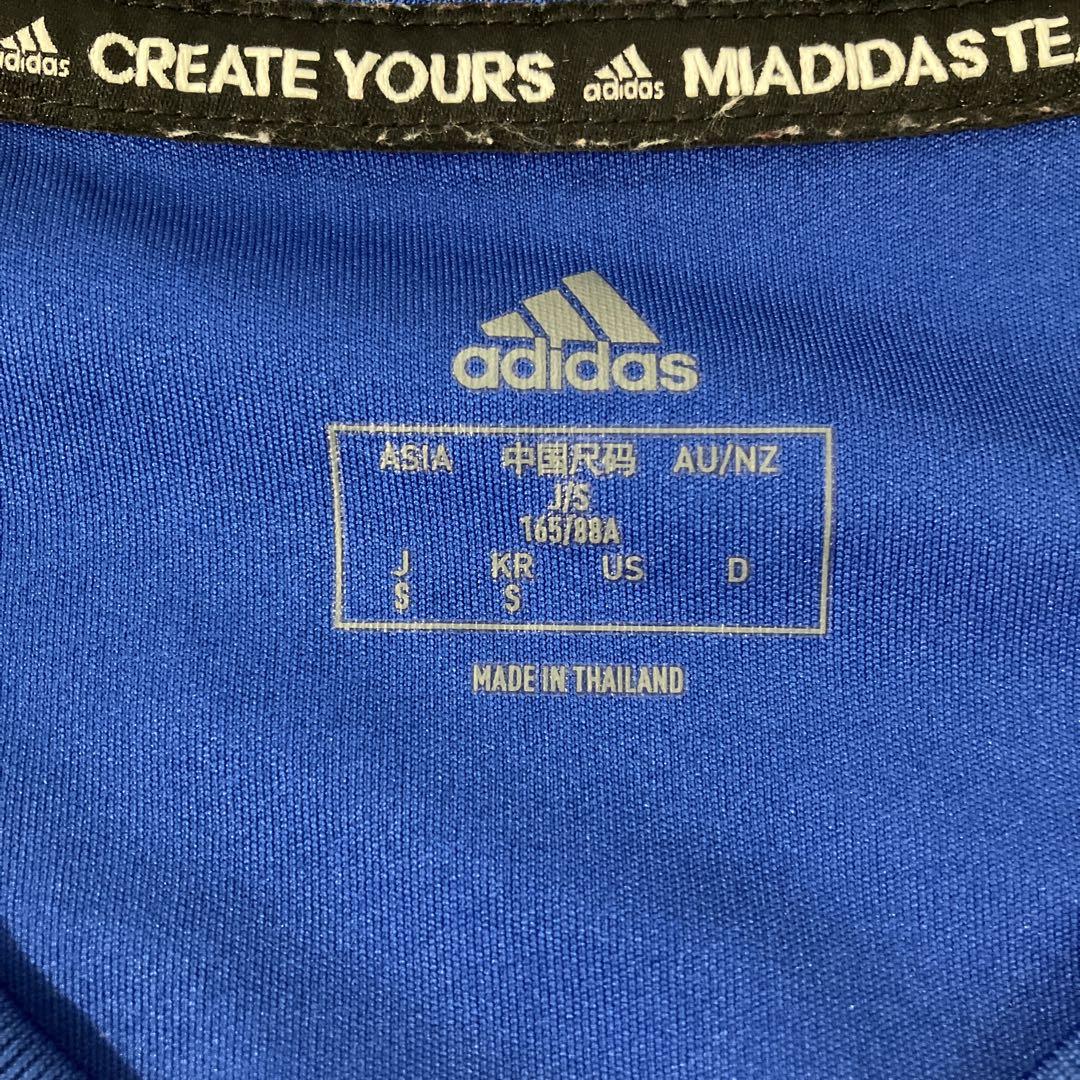 adidas CREATE YOURS adidas MIADIDAS TEA
adidas
ASIA 中国尺码 AU/NZ
J/S
165/88A
J KR US D
S S
MADE IN THAILAND